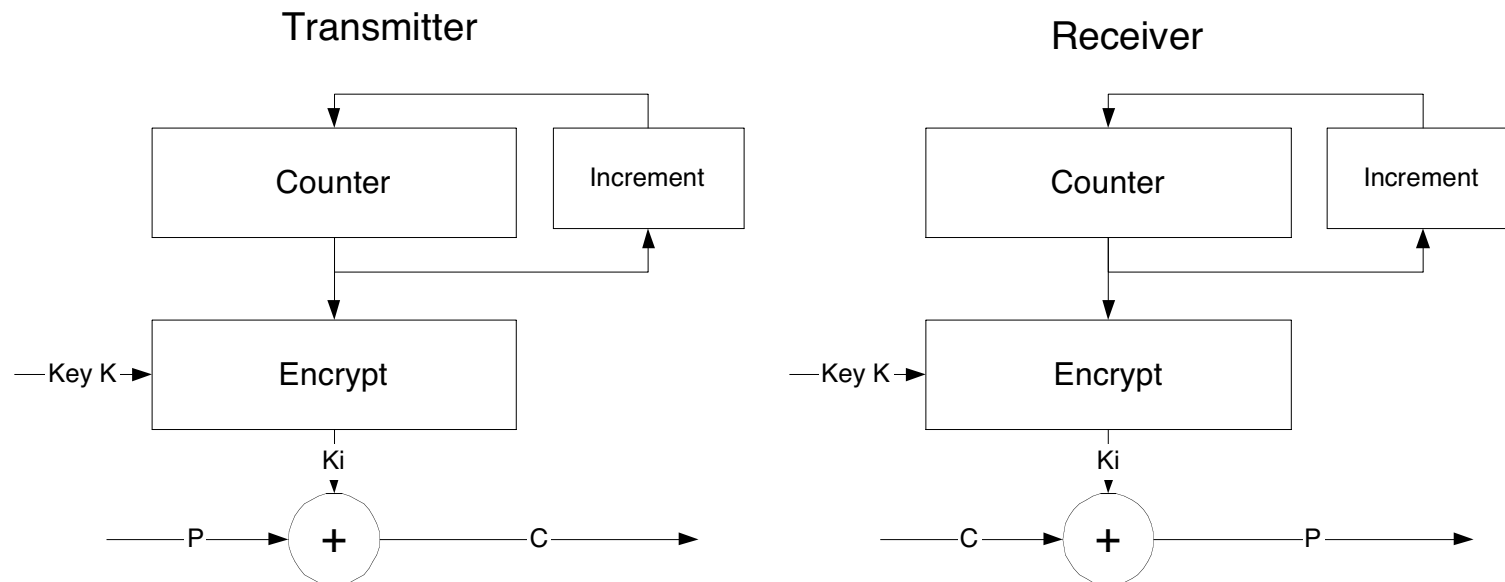 Transmitter
Receiver
Counter
Increment
Counter
Increment
Key K
Encrypt
Key K
Encrypt
Ki
Ki
P
+
C
C
+
P